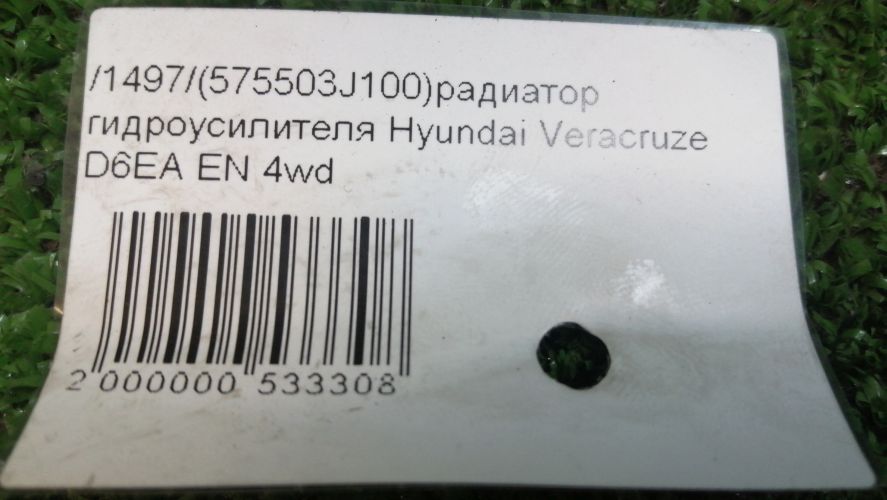 /1497/(575503J100)радиатор
гидроусилителя Hyundai Veracruze
D6EA EN 4wd
2 000000 533308